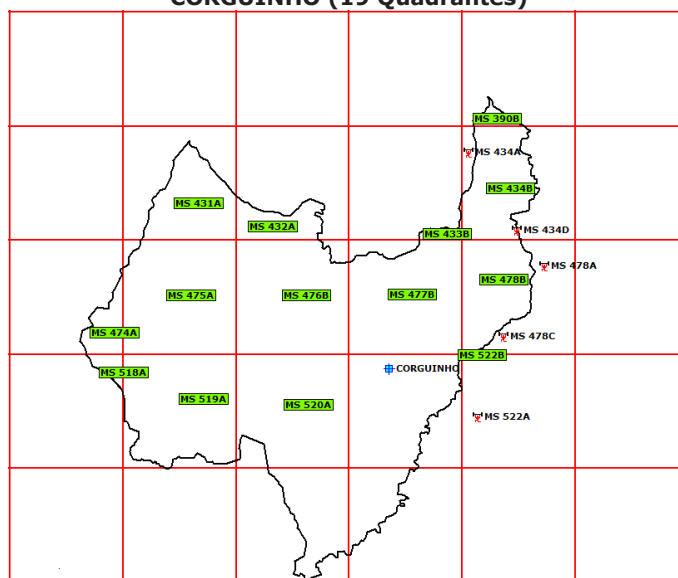 CORGUINHO (19 Quadrantes)
MS 390B
MS 434A
MS 434B
MS 431A
MS 432A
MS 433B
MS 434D
MS 478A
MS 478B
MS 475A
MS 476B
MS 477B
MS 474A
MS 478C
MS 522B
MS 518A
CORGUINHO
MS 519A
MS 520A
MS 522A